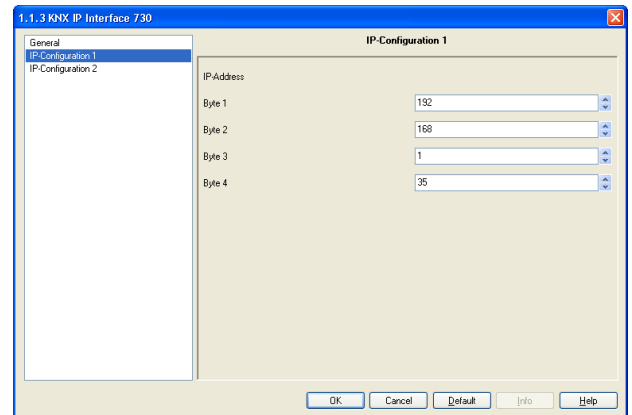 1.1.3 KNX IP Interface 730
General
IP-Configuration 1
IP-Configuration 2
IP-Configuration 1
IP-Address
Byte 1 192
Byte 2 168
Byte 3 1
Byte 4 35
OK Cancel Default Info Help